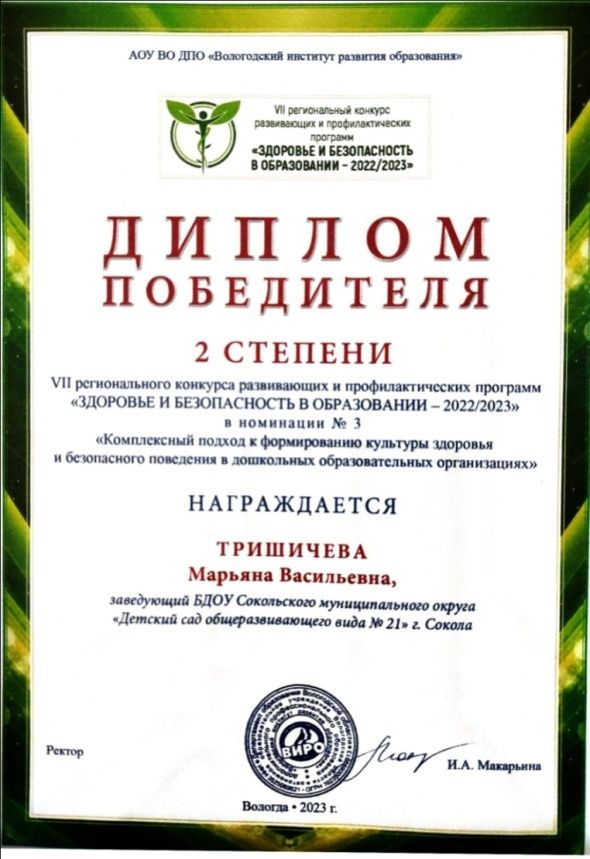 АОУ ВО ДПО «Вологодский институт развития образования»
VII региональный конкурс
развивающих и профилактических
программ
«ЗДОРОВЬЕ И БЕЗОПАСНОСТЬ
В ОБРАЗОВАНИИ – 2022/2023»
ДИПЛОМ
ПОБЕДИТЕЛЯ
2 СТЕПЕНИ
VII регионального конкурса развивающих и профилактических программ
«ЗДОРОВЬЕ И БЕЗОПАСНОСТЬ В ОБРАЗОВАНИИ – 2022/2023»
в номинации № 3
«Комплексный подход к формированию культуры здоровья
и безопасного поведения в дошкольных образовательных организациях»
НАГРАЖДАЕТСЯ
ТРИШИЧЕВА
Марьяна Васильевна,
заведующий БДОУ Сокольского муниципального округа
«Детский сад общеразвивающего вида № 21» г. Сокола
ВИРО
Ректор
И.А. Макарьина
Вологда • 2023 г.